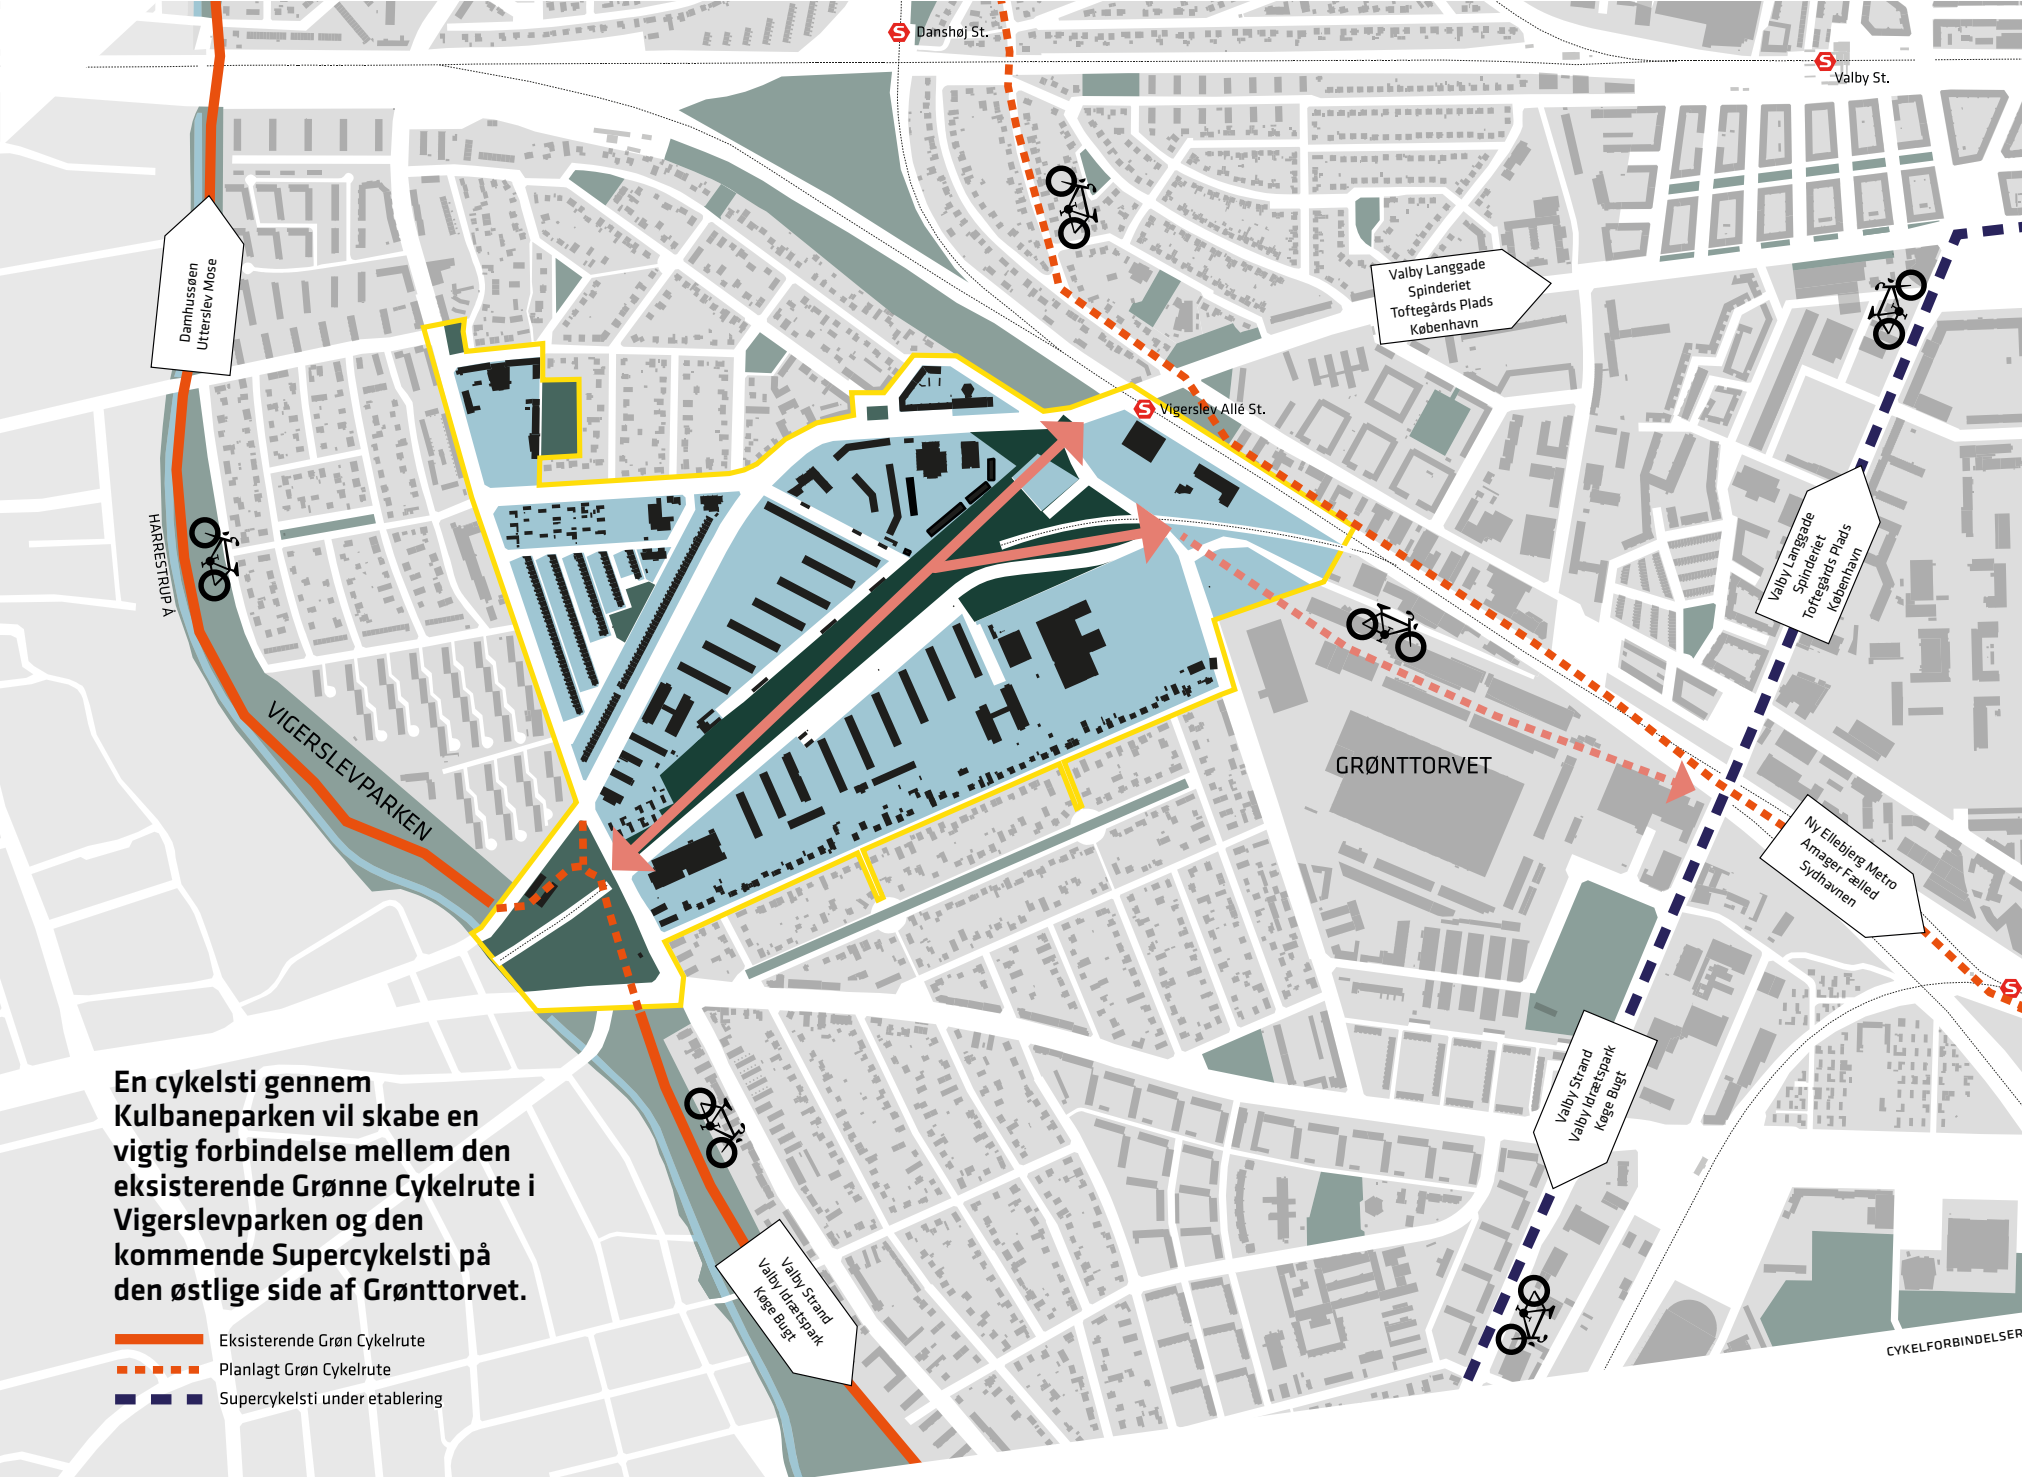 S Danshøj St.
S
Valby St.
Damhussøen
Utterslev Mose
Valby Langgade
Spinderiet
Toftegårds Plads
København
S Vigerslev Allé St.
HARRESTRUP Å
Valby Langgade
Spinderiet
Toftegårds Plads
København
VIGERSLEVPARKEN
GRØNTTORVET
Ny Ellebjerg Metro
Amager Fælled
Sydhavnen
S
Valby Strand
Valby Idrætspark
Køge Bugt
Valby Strand
Valby Idrætspark
Køge Bugt
En cykelsti gennem
Kulbaneparken vil skabe en
vigtig forbindelse mellem den
eksisterende Grønne Cykelrute i
Vigerslevparken og den
kommende Supercykelsti på
den østlige side af Grønttorvet.
Eksisterende Grøn Cykelrute
Planlagt Grøn Cykelrute
Supercykelsti under etablering
CYKELFORBINDELSER